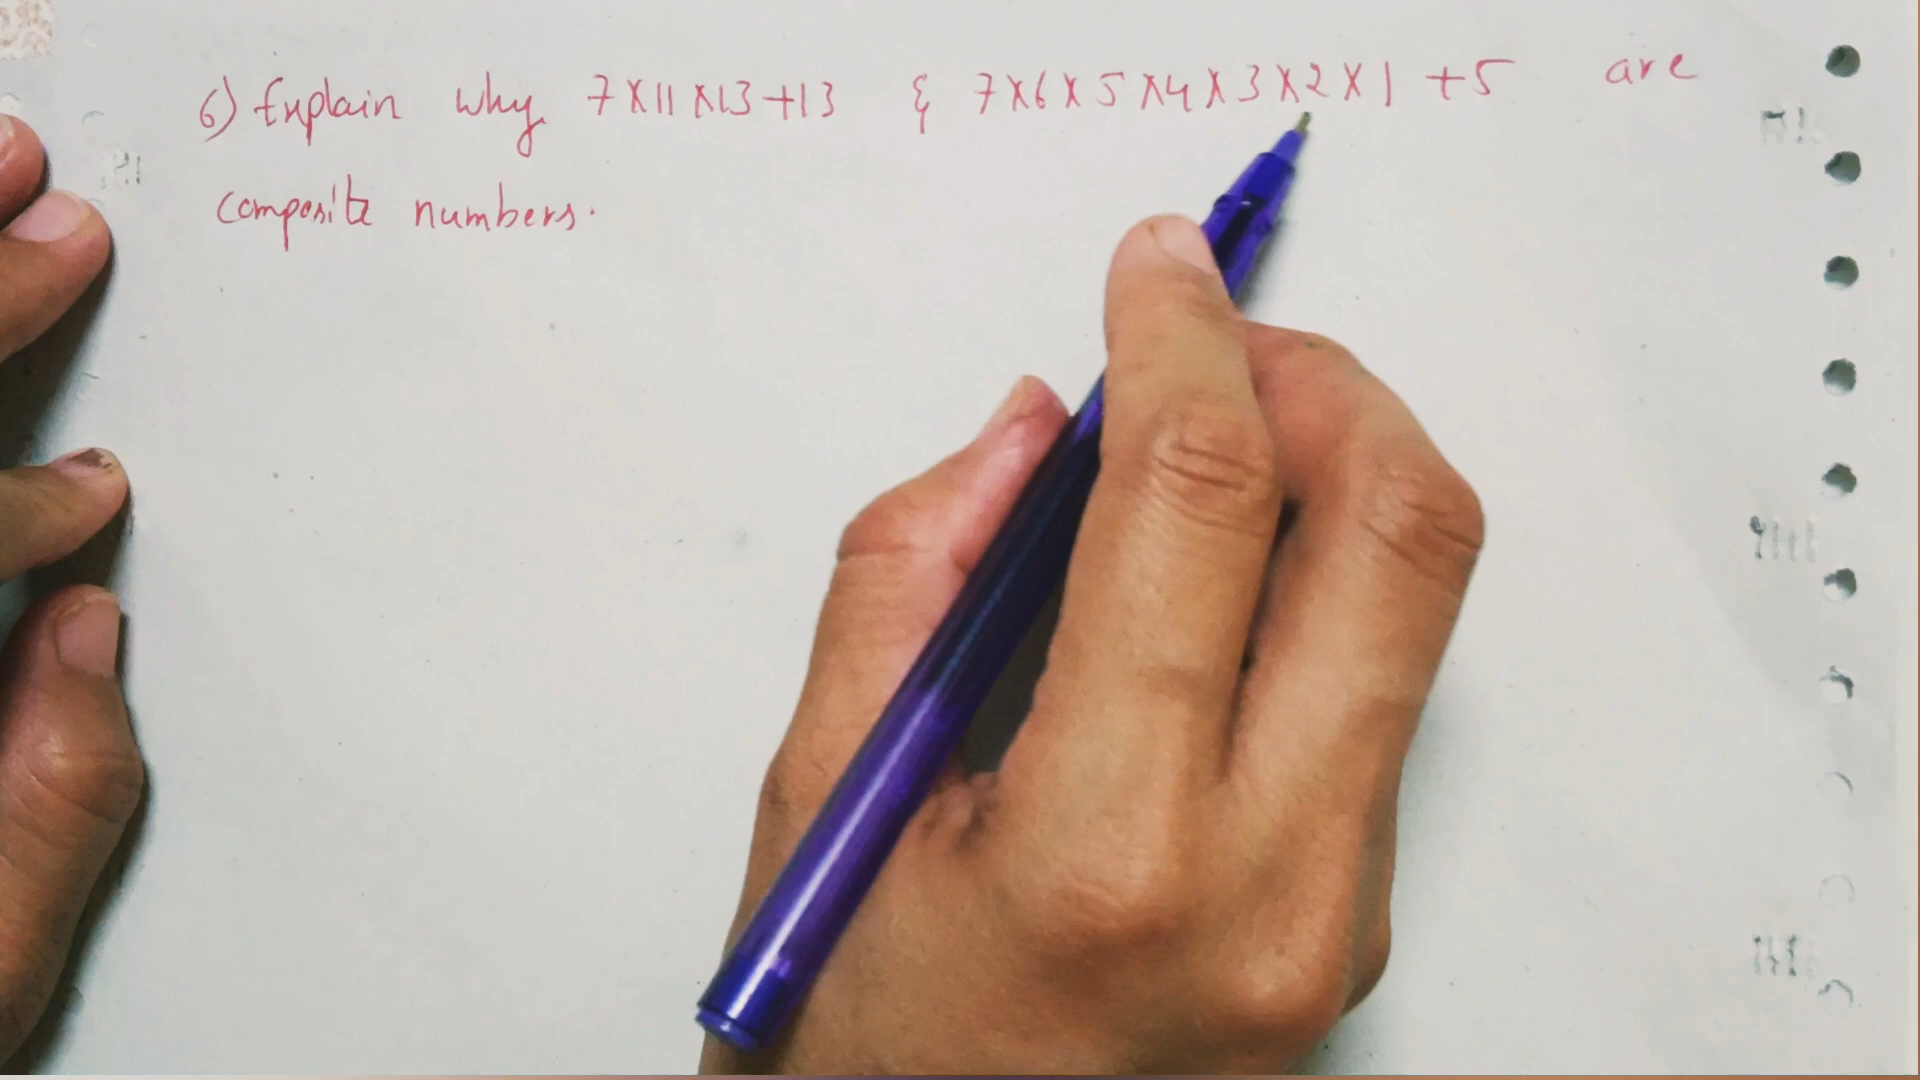 6) Explain why 7×11×13+13 & 7×6×5×4×3×2×1 +5 are
composite numbers.